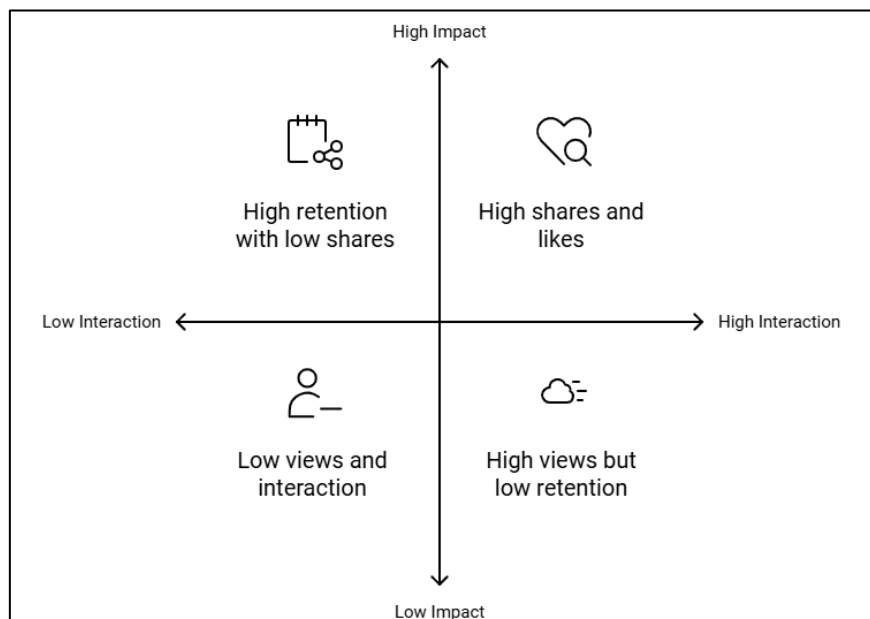 High Impact
High retention
with low shares
High shares and
likes
Low Interaction
High Interaction
Low views and
interaction
High views but
low retention
Low Impact